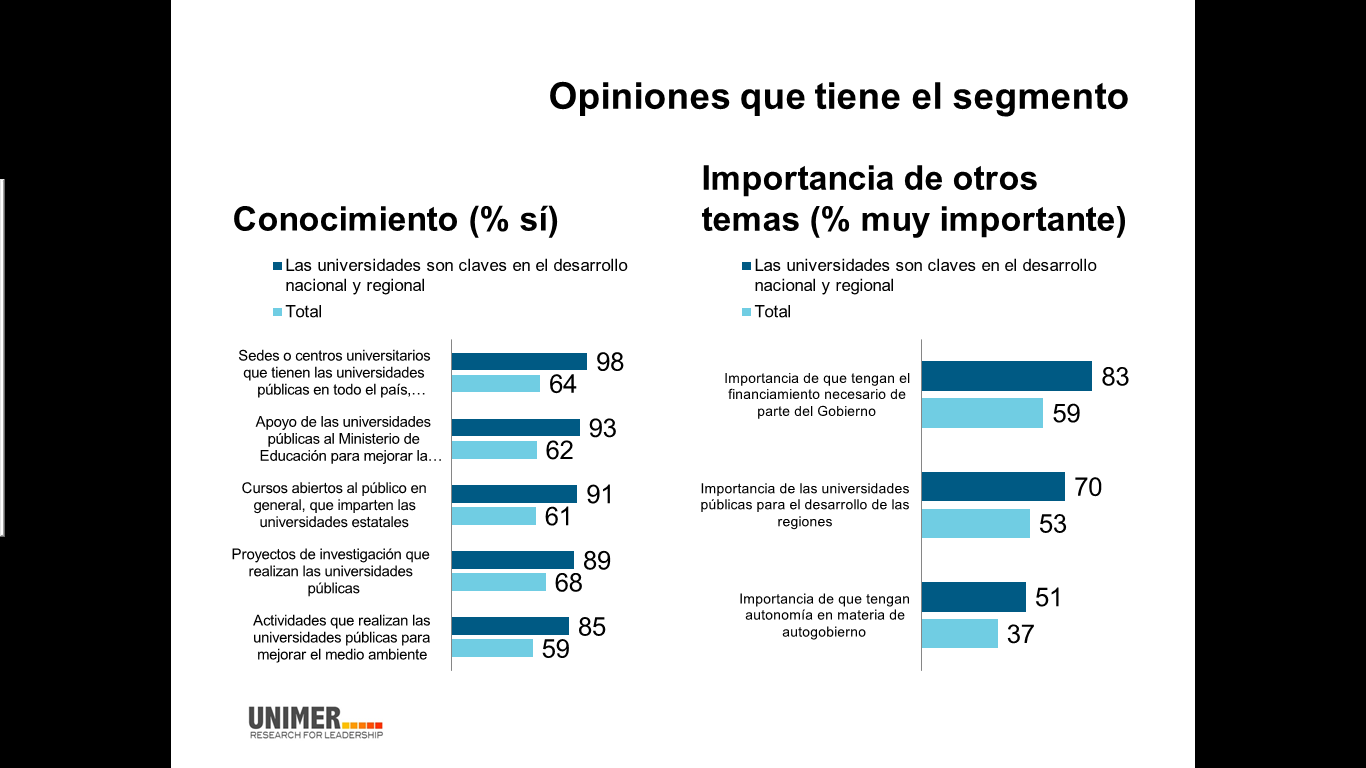 Opiniones que tiene el segmento
Conocimiento (% sí)
Las universidades son claves en el desarrollo
nacional y regional
Total
Sedes o centros universitarios
que tienen las universidades
públicas en todo el país,…
98
64
Apoyo de las universidades
públicas al Ministerio de
Educación para mejorar la…
93
62
Cursos abiertos al público en
general, que imparten las
universidades estatales
91
61
Proyectos de investigación que
realizan las universidades
públicas
89
68
Actividades que realizan las
universidades públicas para
mejorar el medio ambiente
85
59
Importancia de otros
temas (% muy importante)
Las universidades son claves en el desarrollo
nacional y regional
Total
Importancia de que tengan el
financiamiento necesario de
parte del Gobierno
83
59
Importancia de las universidades
públicas para el desarrollo de las
regiones
70
53
Importancia de que tengan
autonomía en materia de
autogobierno
51
37
UNIMER
RESEARCH FOR LEADERSHIP